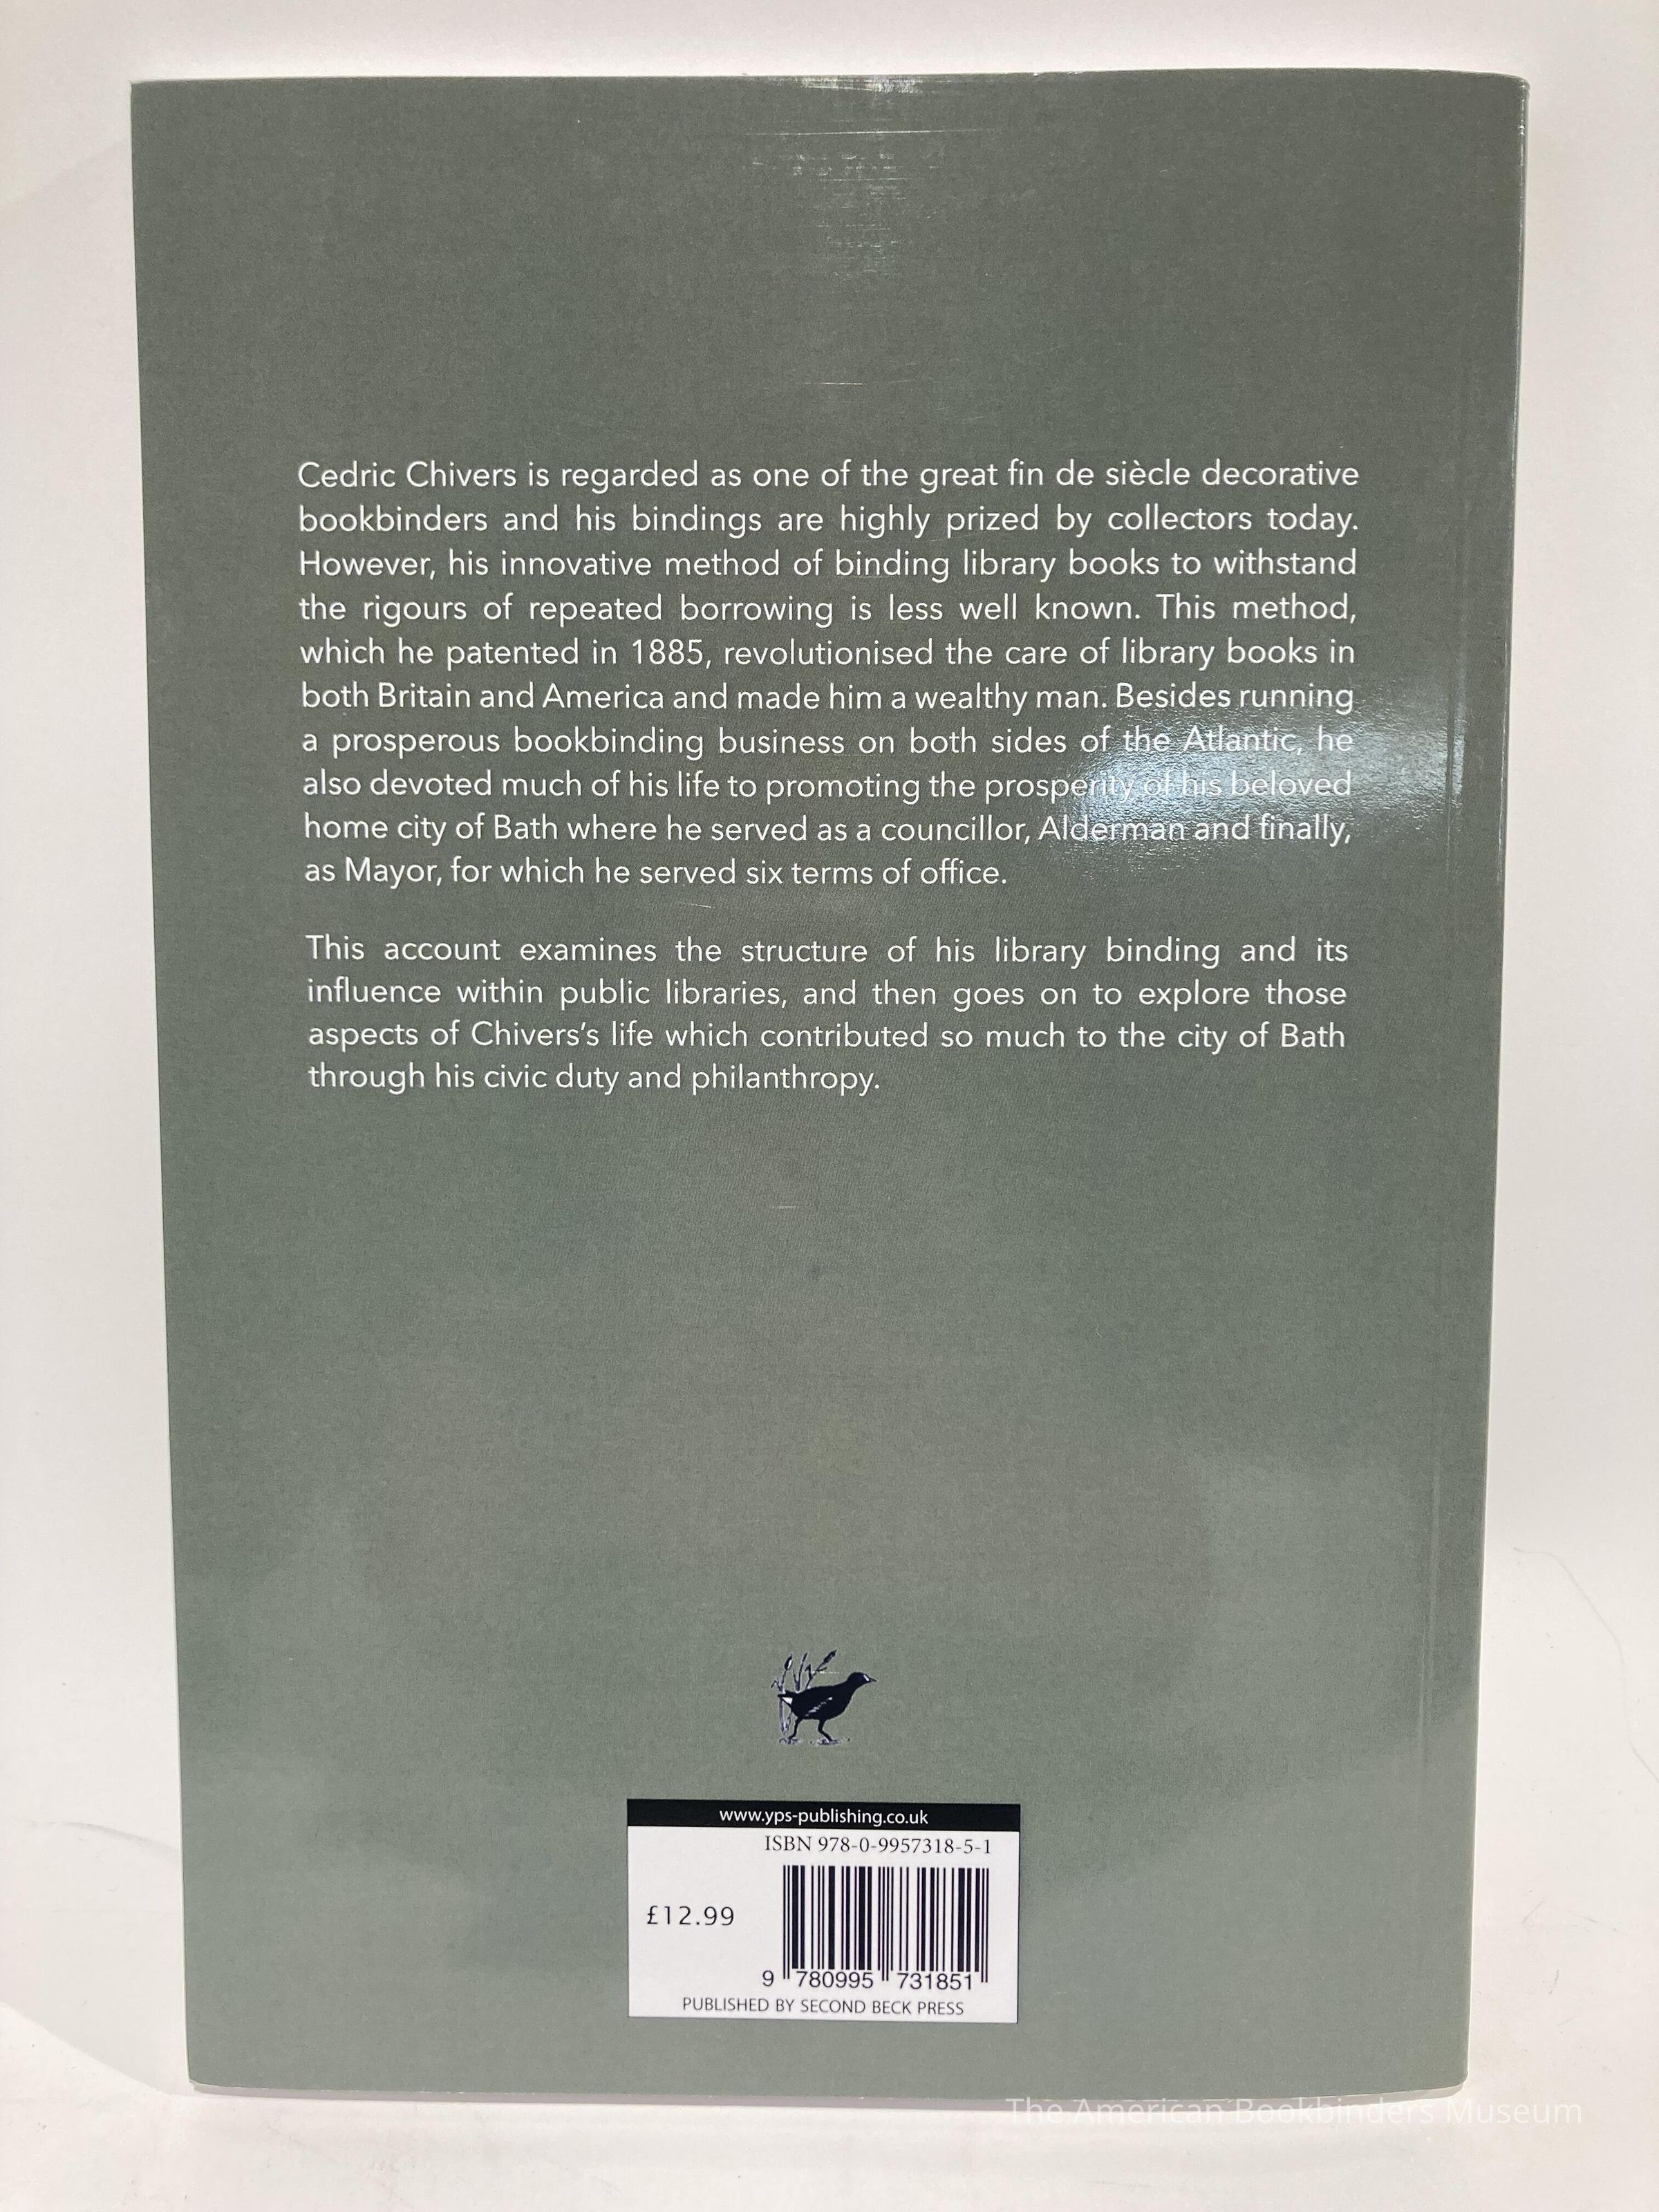 Cedric Chivers is regarded as one of the great fin de siècle decorative
bookbinders and his bindings are highly prized by collectors today.
However, his innovative method of binding library books to withstand
the rigours of repeated borrowing is less well known. This method,
which he patented in 1885, revolutionised the care of library books in
both Britain and America and made him a wealthy man. Besides running
a prosperous bookbinding business on both sides of the Atlantic, he
also devoted much of his life to promoting the prosperity of his beloved
home city of Bath where he served as a councillor, Alderman and finally,
as Mayor, for which he served six terms of office.
This account examines the structure of his library binding and its
influence within public libraries, and then goes on to explore those
aspects of Chivers's life which contributed so much to the city of Bath
through his civic duty and philanthropy.
www.yps-publishing.co.uk
ISBN 978-0-9957318-5-1
£12.99
9 780995 731851
PUBLISHED BY SECOND BECK PRESS
The American Bookbinders Museum